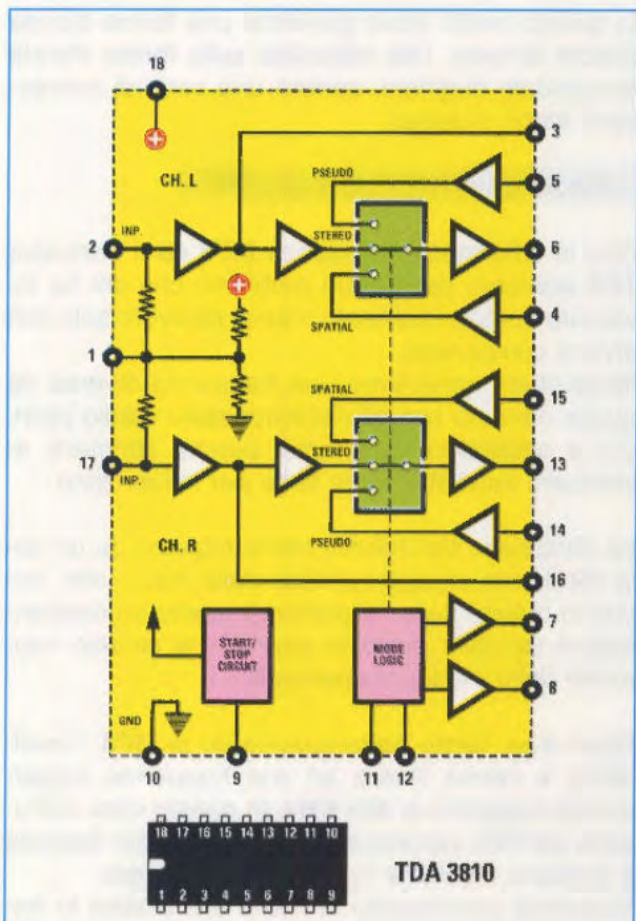 18
3
CH. L
PSEUDO
5
2
INP.
STEREO
6
1
SPATIAL
4
SPATIAL
15
17
INP.
STEREO
13
CH. R
PSEUDO
14
16
START/
STOP
CIRCUIT
MODE
LOGIC
7
8
GND
10
9
11
12
18 17 16 15 14 13 12 11 10
1 2 3 4 5 6 7 8 9
TDA 3810